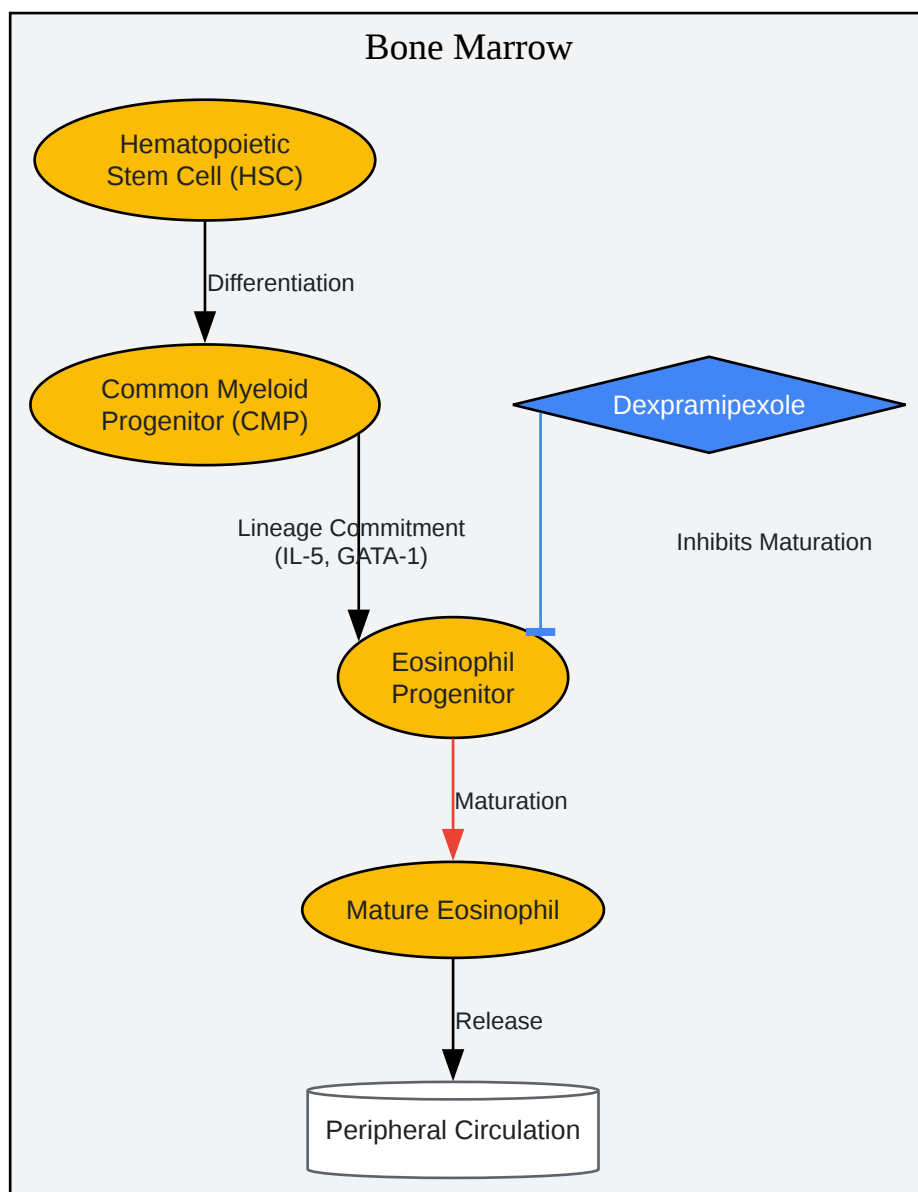 Bone Marrow
Hematopoietic
Stem Cell (HSC)
Differentiation
Common Myeloid
Progenitor (CMP)
Dexpramipexole
Lineage Commitment
(IL-5, GATA-1)
Inhibits Maturation
Eosinophil
Progenitor
Maturation
Mature Eosinophil
Release
Peripheral Circulation